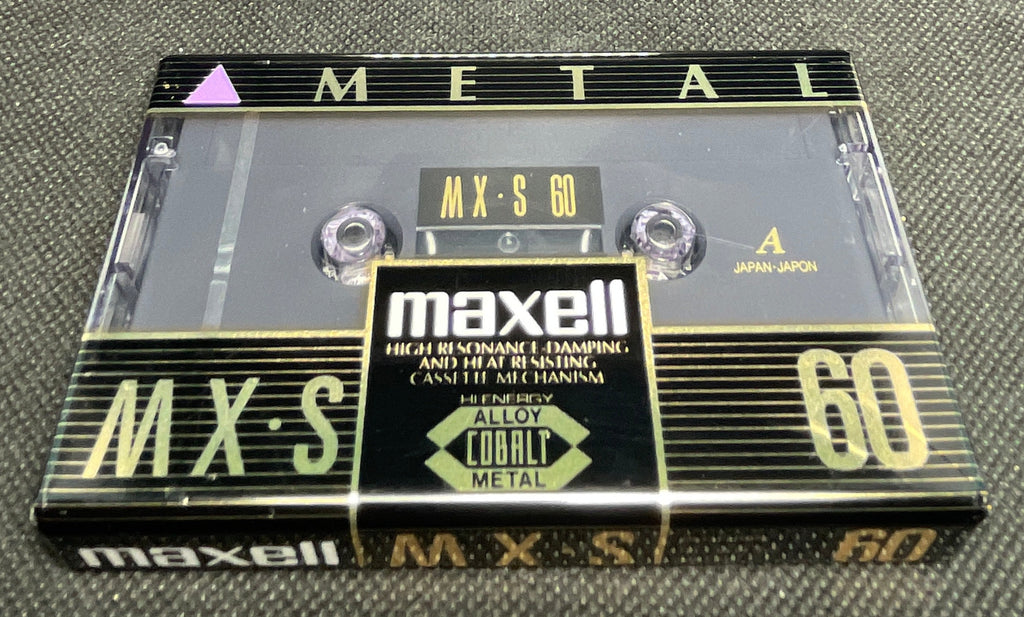 METAL
MX·S 60
A
JAPAN·JAPON
maxell
HIGH RESONANCE-DAMPING
AND HEAT RESISTING
CASSETTE MECHANISM
HI ENERGY
ALLOY
COBALT
METAL
MX·S
60
maxell MX·S 60